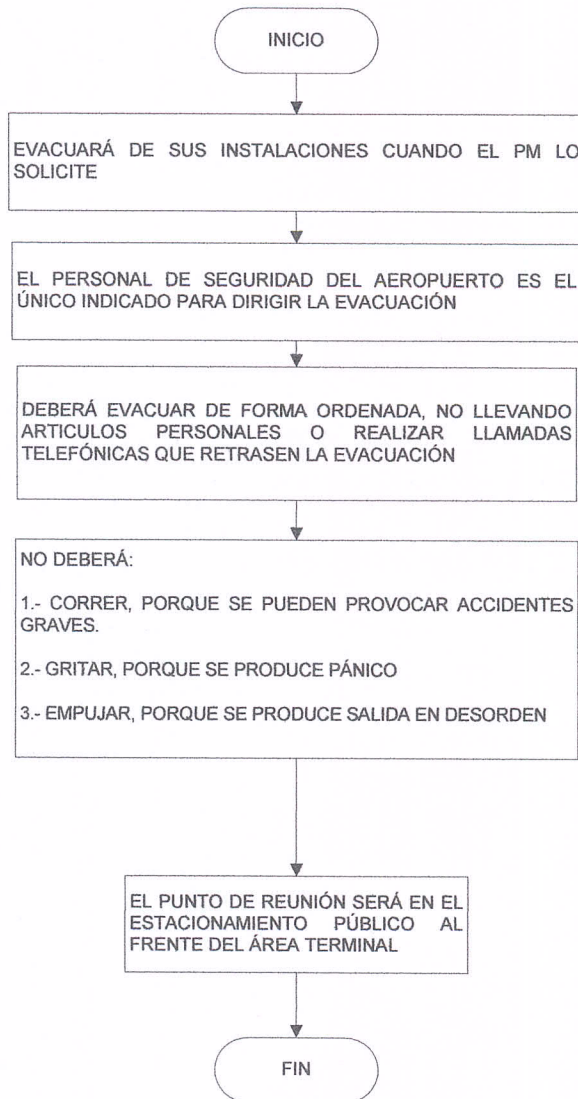 INICIO
EVACUARÁ DE SUS INSTALACIONES CUANDO EL PM LO
SOLICITE
EL PERSONAL DE SEGURIDAD DEL AEROPUERTO ES EL
ÚNICO INDICADO PARA DIRIGIR LA EVACUACIÓN
DEBERÁ EVACUAR DE FORMA ORDENADA, NO LLEVANDO
ARTICULOS PERSONALES O REALIZAR LLAMADAS
TELEFÓNICAS QUE RETRASEN LA EVACUACIÓN
NO DEBERÁ:
1.- CORRER, PORQUE SE PUEDEN PROVOCAR ACCIDENTES
GRAVES.
2.- GRITAR, PORQUE SE PRODUCE PÁNICO
3.- EMPUJAR, PORQUE SE PRODUCE SALIDA EN DESORDEN
EL PUNTO DE REUNIÓN SERÁ EN EL
ESTACIONAMIENTO PÚBLICO AL
FRENTE DEL ÁREA TERMINAL
FIN